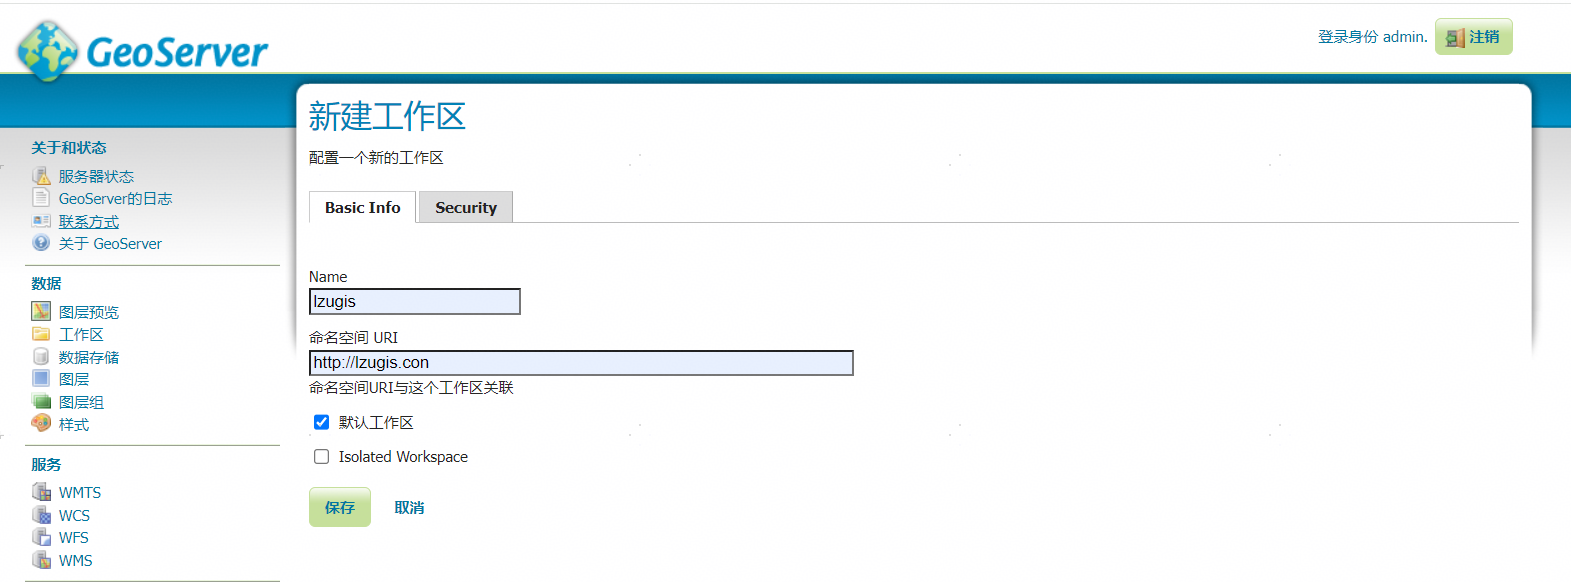 GeoServer
登录身份 admin.
注销
新建工作区
配置一个新的工作区
关于和状态
服务器状态
GeoServer的日志
联系方式
关于 GeoServer
数据
图层预览
工作区
数据存储
图层
图层组
样式
服务
WMTS
WCS
WFS
WMS
Basic Info
Security
Name
lzugis
命名空间 URI
http://lzugis.con
命名空间URI与这个工作区关联
默认工作区
Isolated Workspace
保存
取消